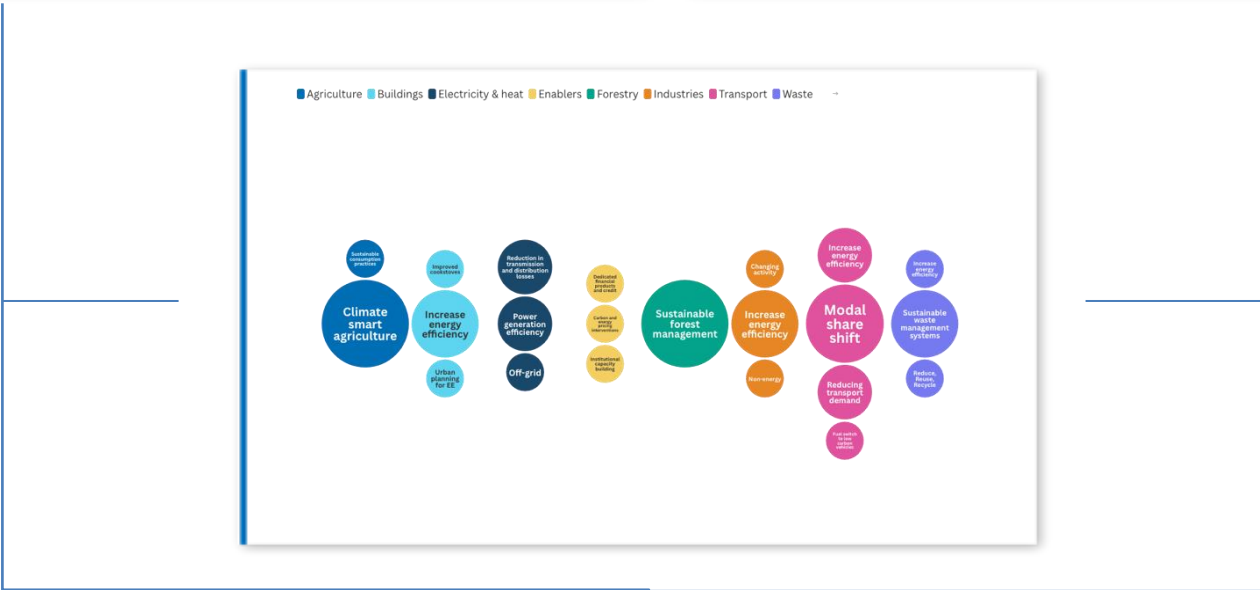 Agriculture Buildings Electricity & heat Enablers Forestry Industries Transport Waste →
Sustainable
consumption
practices
Climate
smart
agriculture
Improved
cookstoves
Increase
energy
efficiency
Urban
planning
for EE
Reduction in
transmission
and distribution
losses
Power
generation
efficiency
Off-grid
Dedicated
financial
products
and credit
Carbon and
energy
pricing
interventions
Institutional
capacity
building
Sustainable
forest
management
Changing
activity
Increase
energy
efficiency
Non-energy
Increase
energy
efficiency
Modal
share
shift
Reducing
transport
demand
Fuel switch
to low
carbon
vehicles
Increase
energy
efficiency
Sustainable
waste
management
systems
Reduce,
Reuse,
Recycle